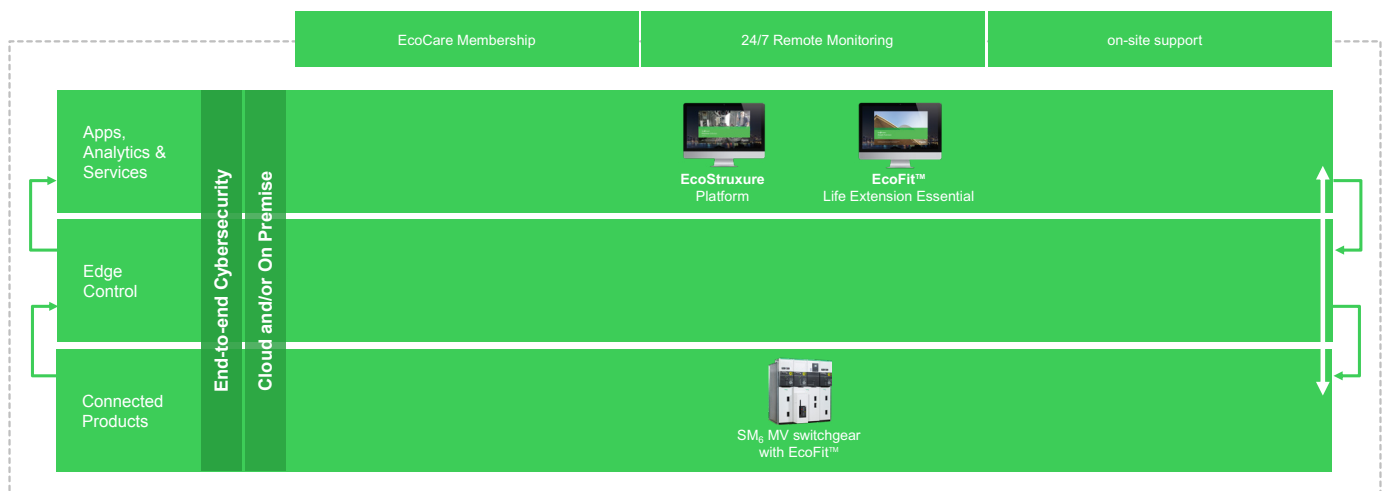 EcoCare Membership
24/7 Remote Monitoring
on-site support
Apps,
Analytics &
Services
End-to-end Cybersecurity
Cloud and/or On Premise
EcoStruxure
Platform
EcoFit™
Life Extension Essential
Edge
Control
Connected
Products
SM₆ MV switchgear
with EcoFit™